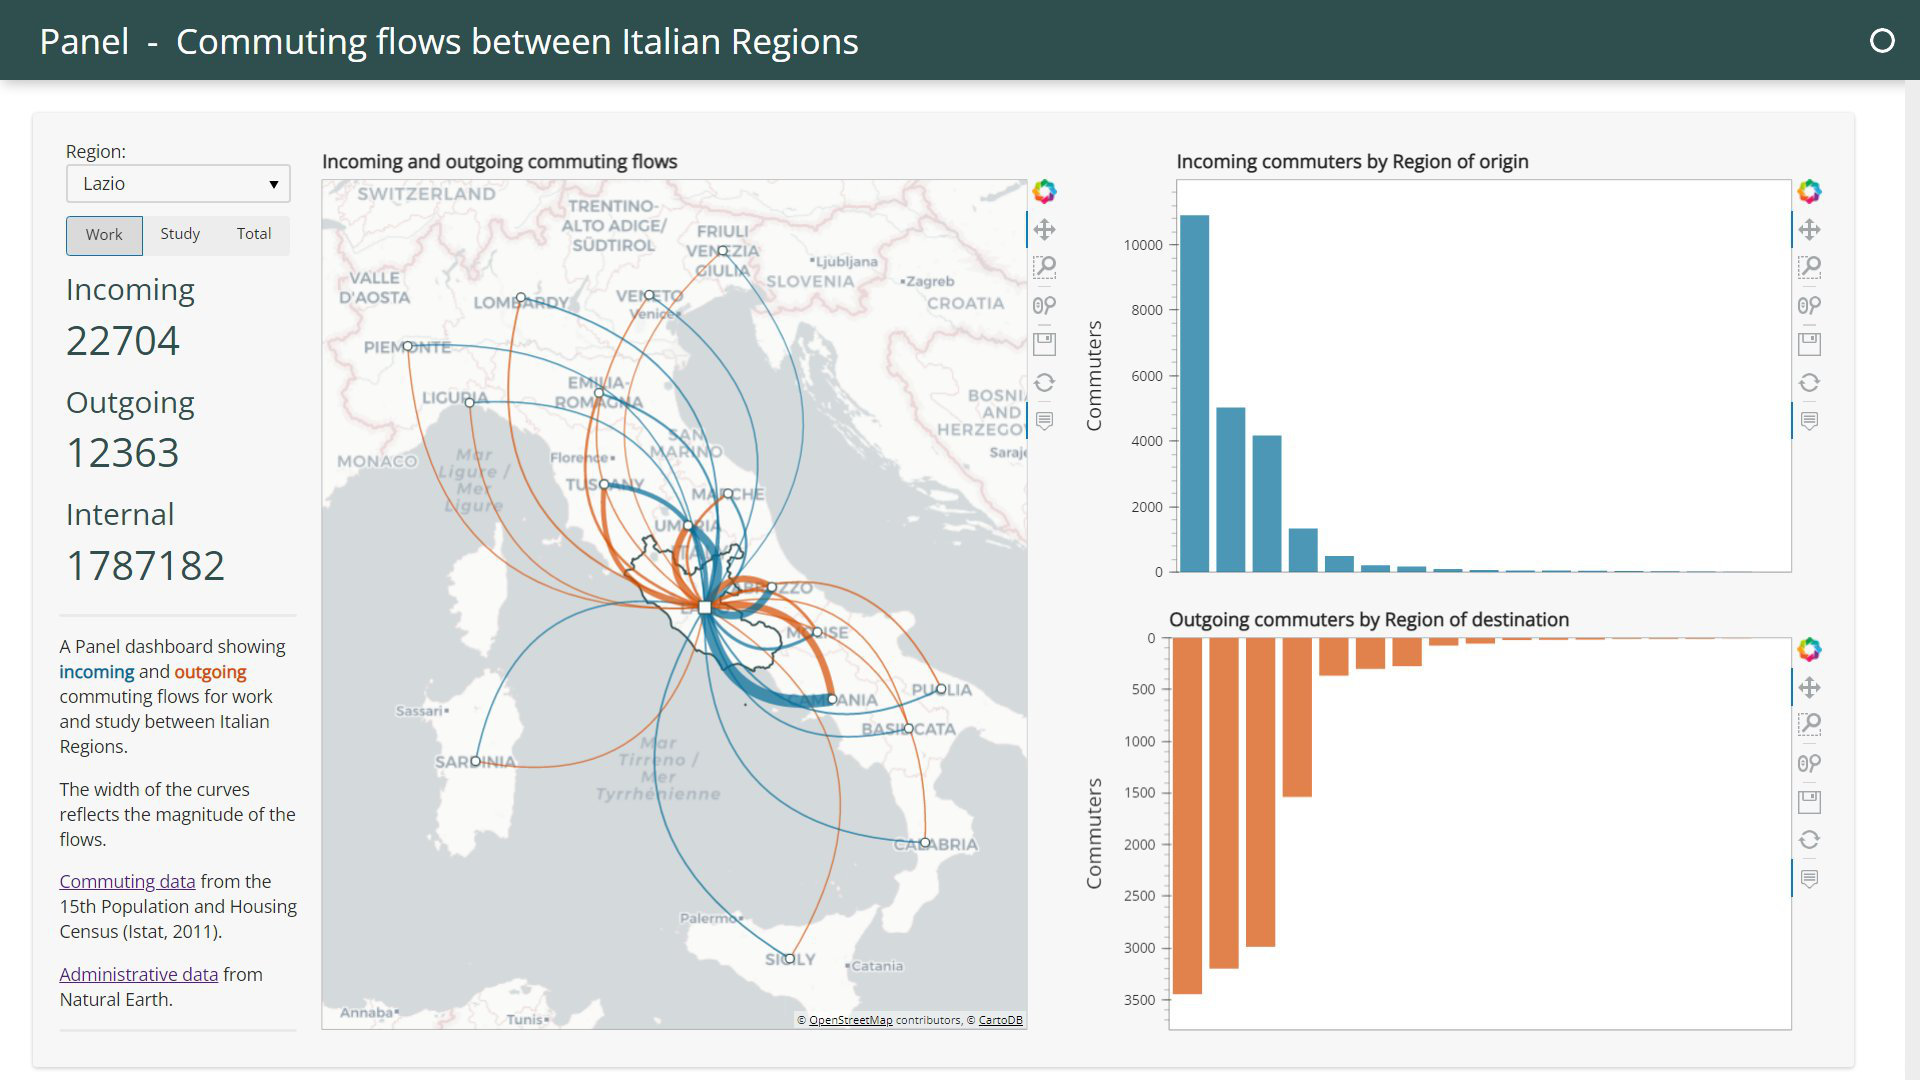 Panel - Commuting flows between Italian Regions
Region:
Lazio
Work Study Total
Incoming
22704
Outgoing
12363
Internal
1787182
A Panel dashboard showing
incoming and outgoing
commuting flows for work
and study between Italian
Regions.
The width of the curves
reflects the magnitude of the
flows.
Commuting data from the
15th Population and Housing
Census (Istat, 2011).
Administrative data from
Natural Earth.
Incoming and outgoing commuting flows
SWITZERLAND
TRENTINO-
ALTO ADIGE/
SÜDTIROL
FRIULI
VENEZIA
GIULIA
Ljubljana
SLOVENIA
Zagreb
CROATIA
VALLE
D'AOSTA
LOMBARDY
VENETO
Venice
PIEMONTE
LIGURIA
EMILIA-
ROMAGNA
BOSNIA
AND
HERZEGO
Saraje
SAN
MARINO
MONACO
Mar
Ligure /
Mer
Ligure
Florence
TUSCANY
MARCHE
UMBRIA
ITALY
ABRUZZO
MOLISE
CAMPANIA
PUGLIA
BASILICATA
Sassari
SARDINIA
Mar
Tirreno /
Mer
Tyrrhénienne
CALABRIA
Palermo
SICILY
Catania
Annaba
Tunis
© OpenStreetMap contributors, © CartoDB
Incoming commuters by Region of origin
Commuters
10000
8000
6000
4000
2000
0
Outgoing commuters by Region of destination
Commuters
0
500
1000
1500
2000
2500
3000
3500